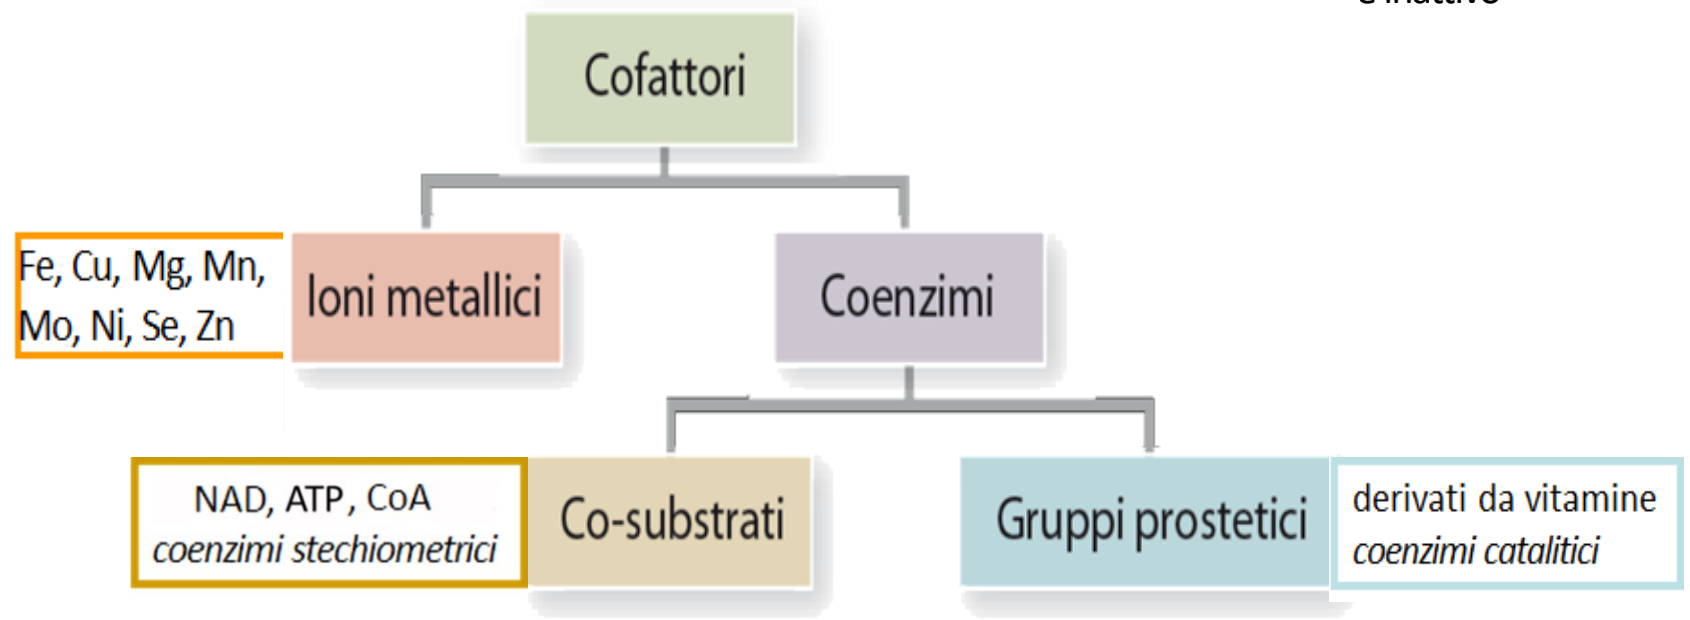 è inattivo
Cofattori
Fe, Cu, Mg, Mn,
Mo, Ni, Se, Zn
Ioni metallici
Coenzimi
NAD, ATP, CoA
coenzimi stechiometrici
Co-substrati
Gruppi prostetici
derivati da vitamine
coenzimi catalitici